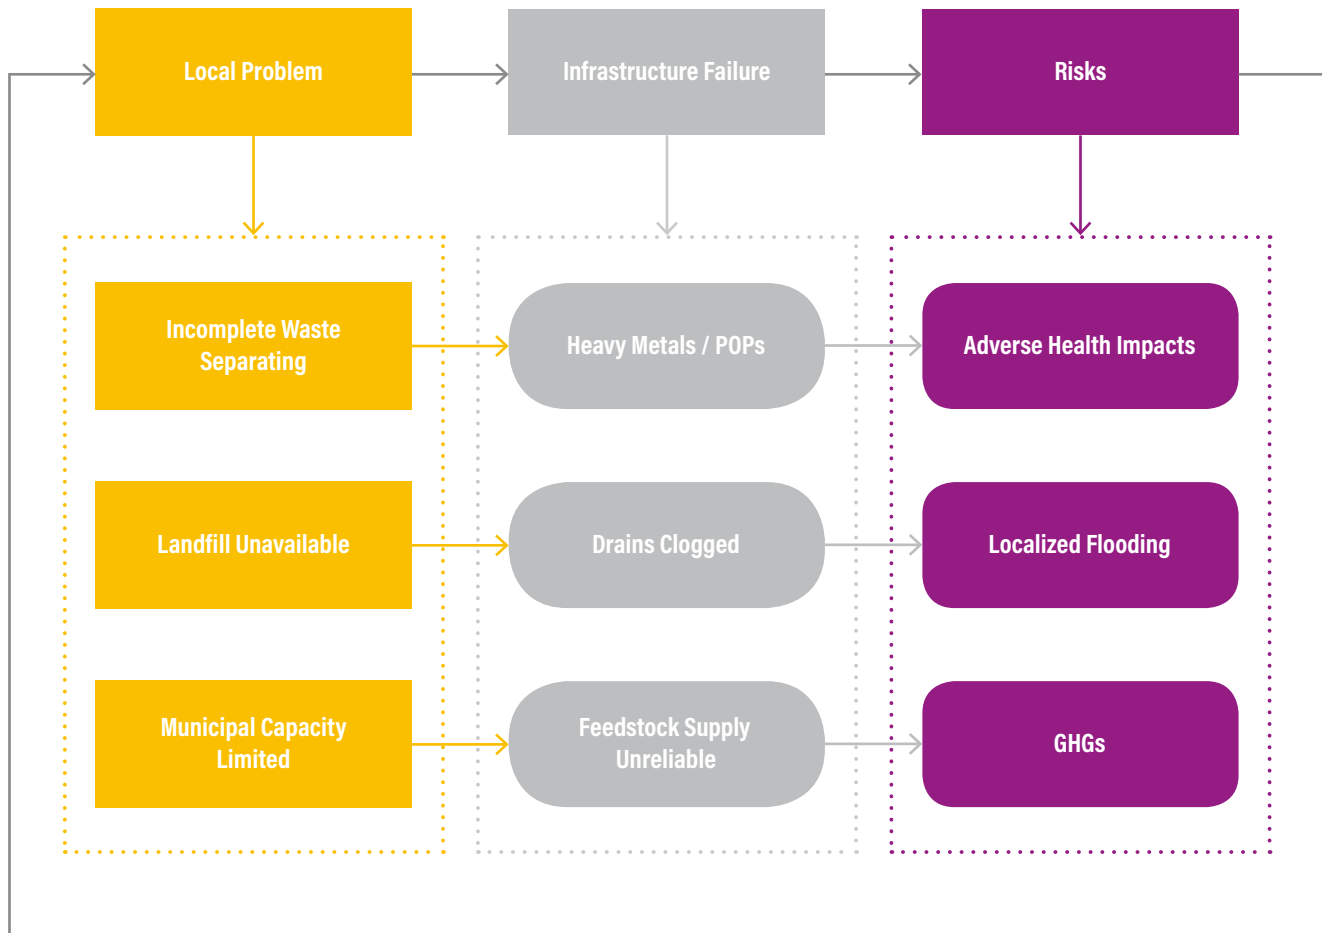 Local Problem
Infrastructure Failure
Risks
Incomplete Waste
Separating
Heavy Metals / POPs
Adverse Health Impacts
Landfill Unavailable
Drains Clogged
Localized Flooding
Municipal Capacity
Limited
Feedstock Supply
Unreliable
GHGs